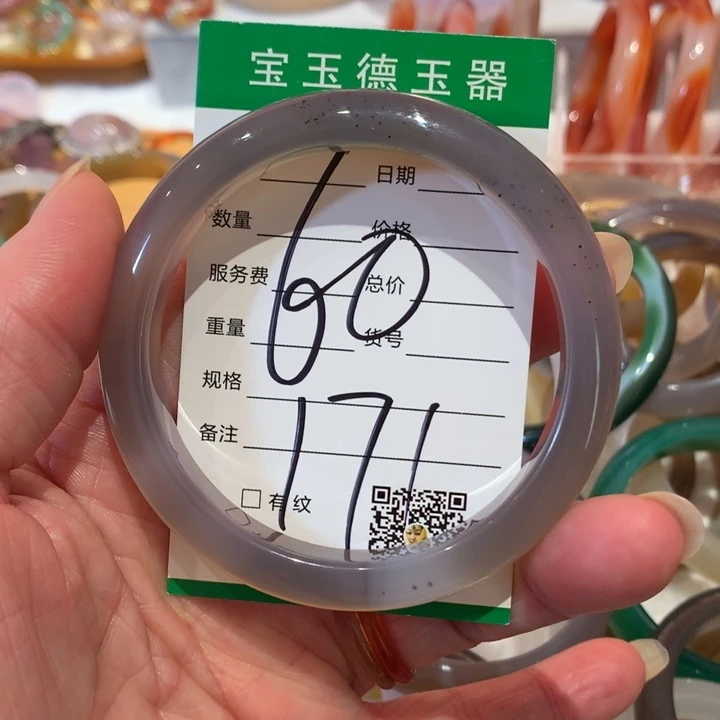 宝玉德玉器
日期
数量 价格
服务费 总价
重量 货号
规格
备注
有纹
60
171